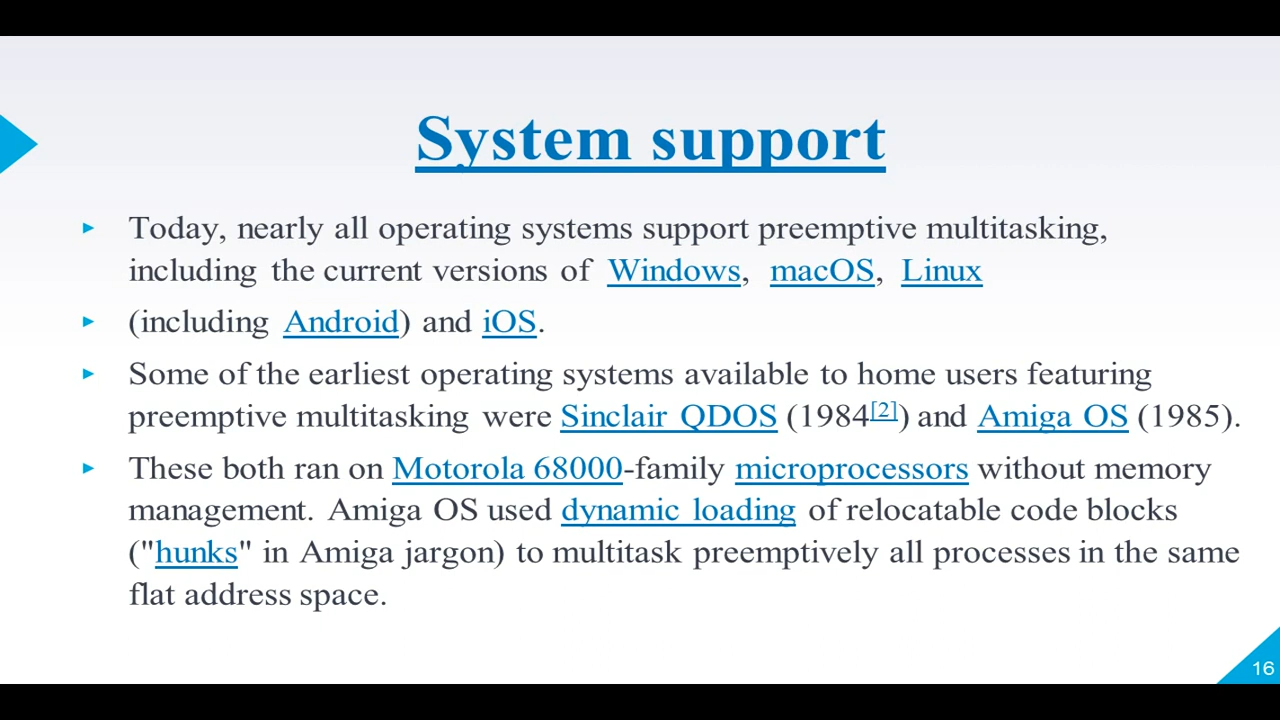 System support
Today, nearly all operating systems support preemptive multitasking,
including the current versions of Windows, macOS, Linux
(including Android) and iOS.
Some of the earliest operating systems available to home users featuring
preemptive multitasking were Sinclair QDOS (1984[2]) and Amiga OS (1985).
These both ran on Motorola 68000-family microprocessors without memory
management. Amiga OS used dynamic loading of relocatable code blocks
("hunks" in Amiga jargon) to multitask preemptively all processes in the same
flat address space.
16